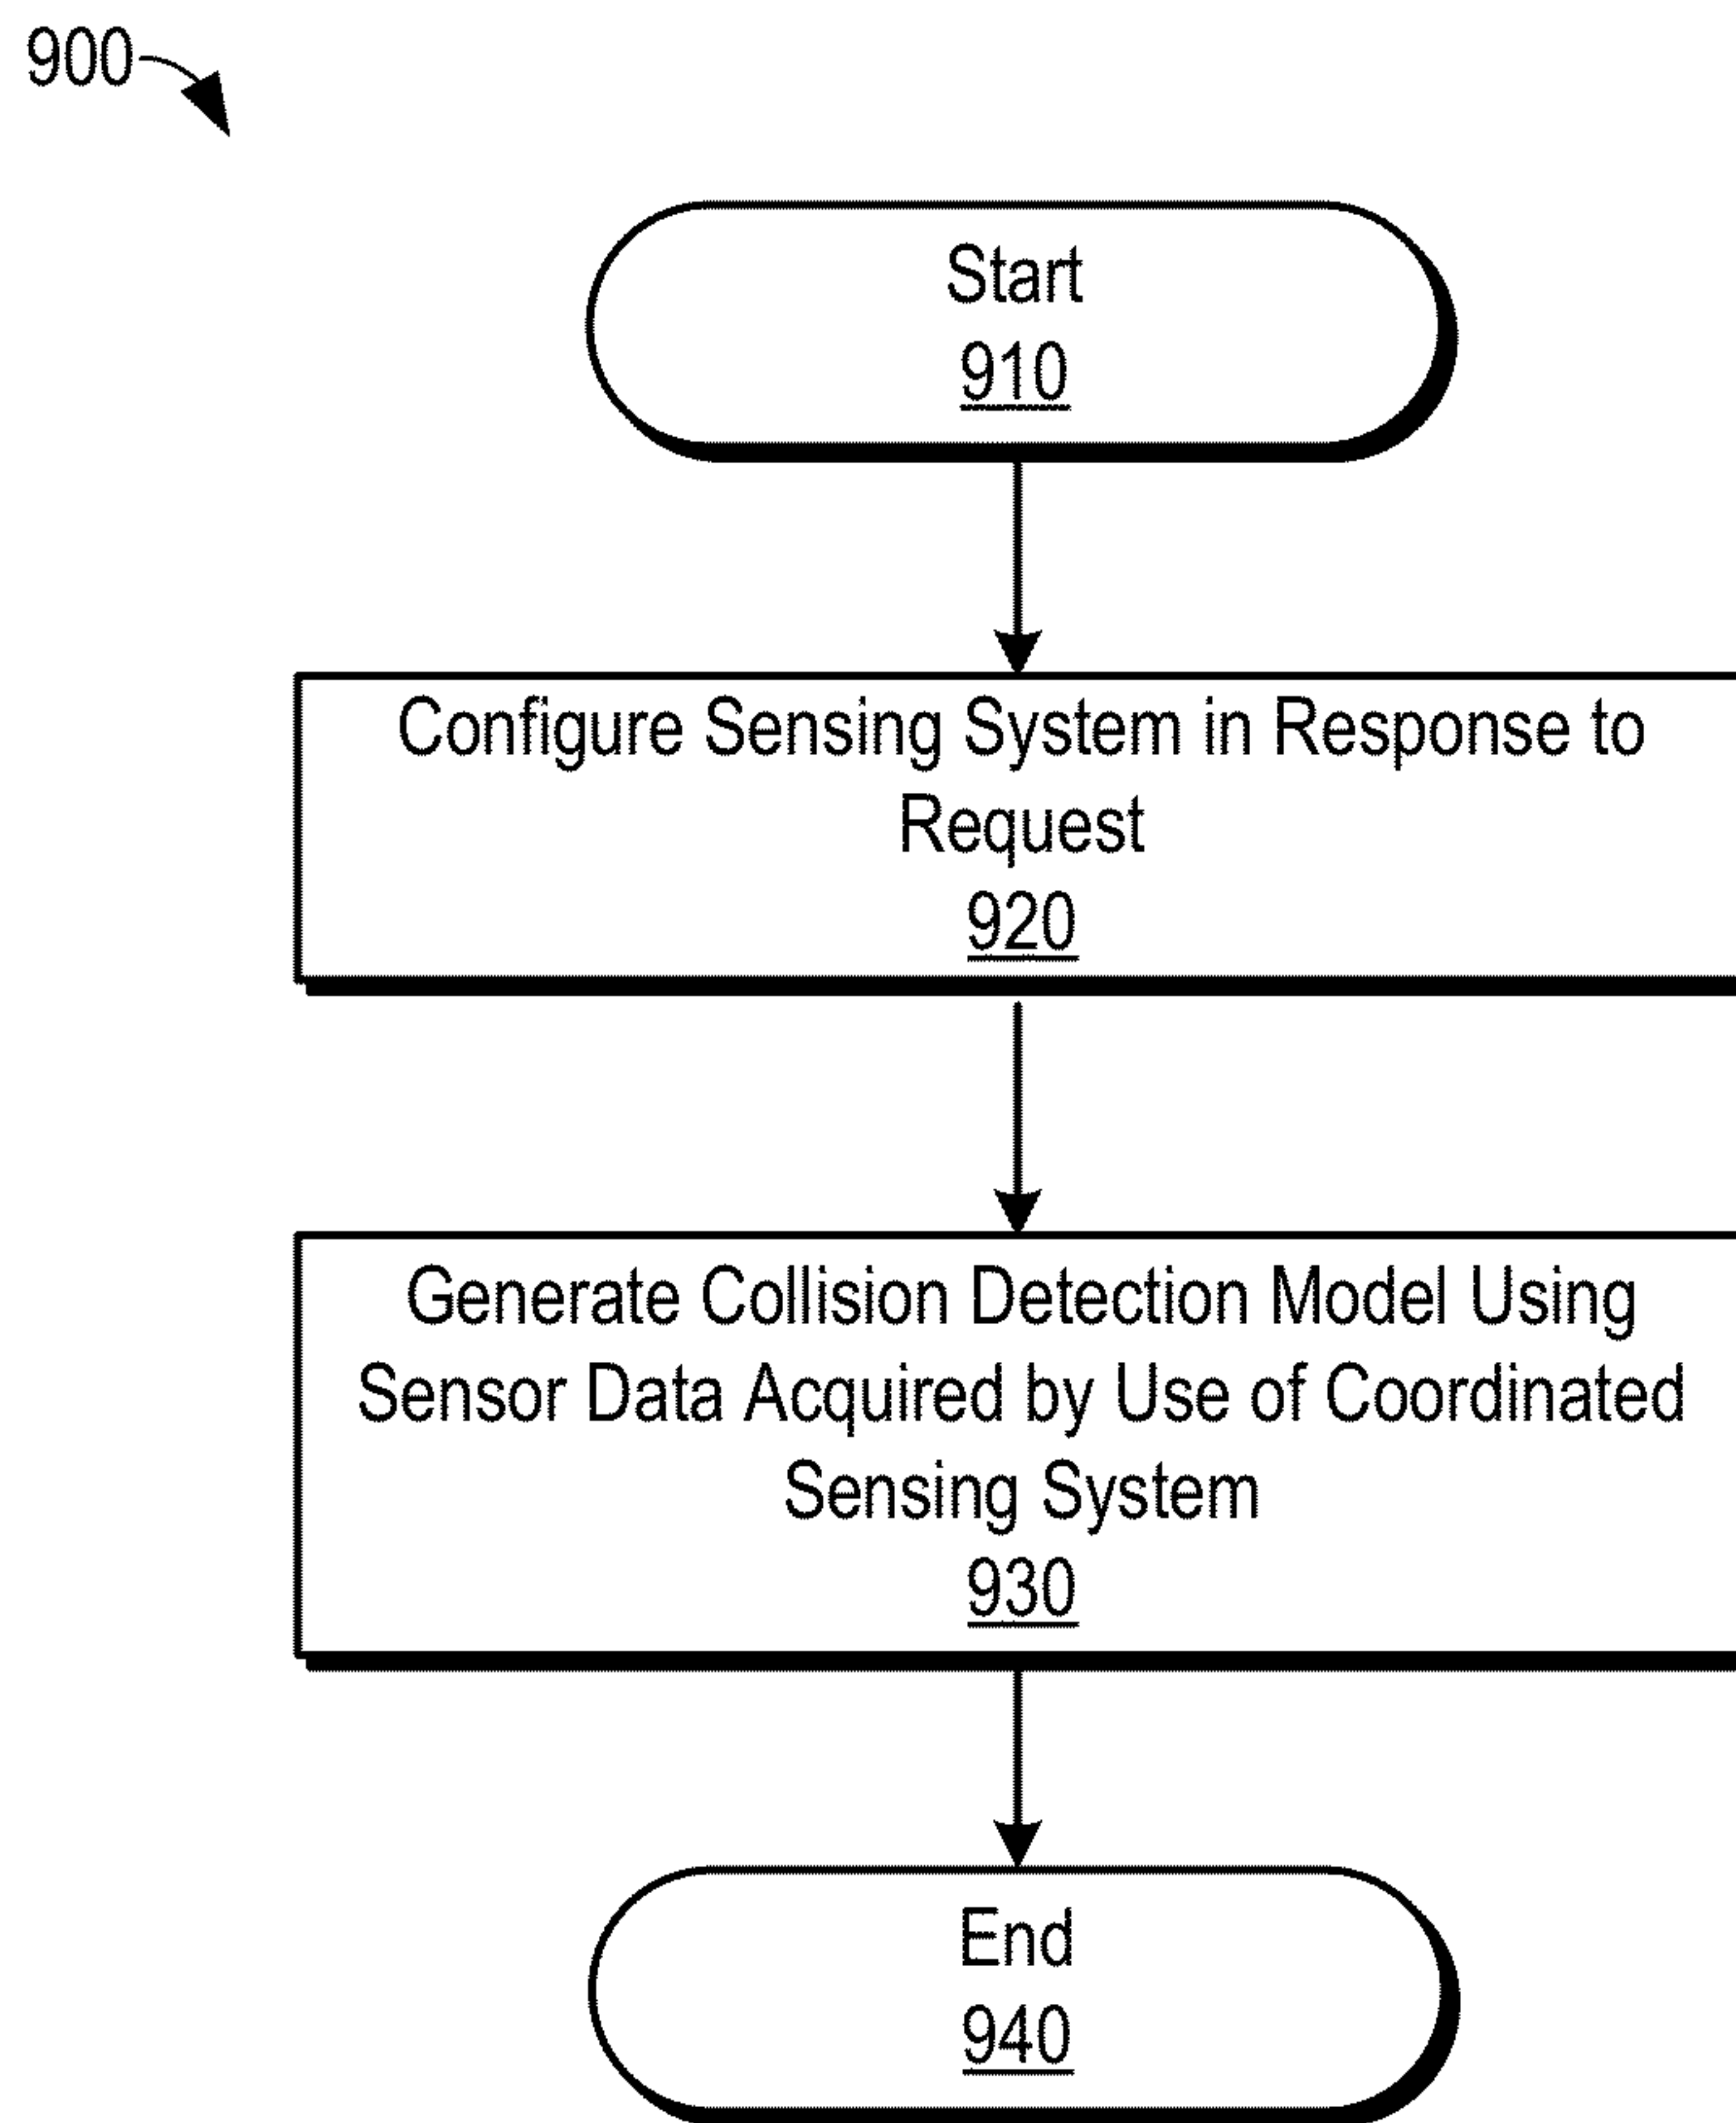 900
Start
910
Configure Sensing System in Response to
Request
920
Generate Collision Detection Model Using
Sensor Data Acquired by Use of Coordinated
Sensing System
930
End
940